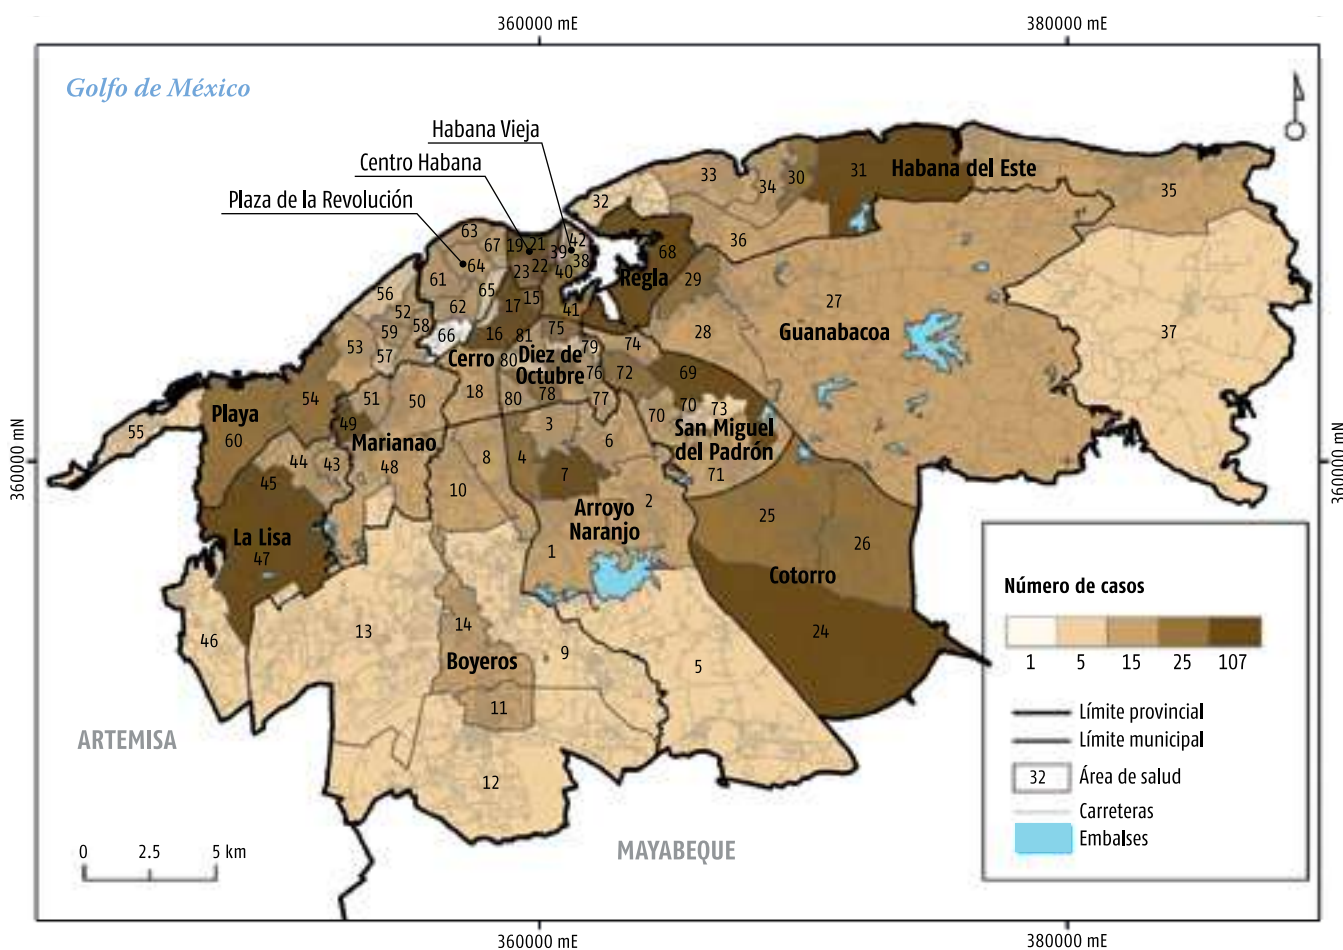 360000 mE
380000 mE
Golfo de México
Habana Vieja
Centro Habana
Plaza de la Revolución
33
34
30
31
Habana del Este
35
32
36
63
67
19
21
39
42
38
64
23
22
40
68
Regla
29
61
65
62
17
15
41
27
56
52
58
59
66
16
81
75
28
Guanabacoa
37
53
57
Cerro
80
Diez de
Octubre
79
74
76
72
69
54
51
50
18
80
78
77
Playa
55
60
49
Marianao
3
70
70
73
San Miguel
del Padrón
44
43
48
8
4
6
71
45
10
7
360000 mN
360000 mN
La Lisa
47
Arroyo
Naranjo
2
1
25
26
Cotorro
46
13
14
Boyeros
9
5
24
11
12
ARTEMISA
MAYABEQUE
0 2.5 5 km
Número de casos
1 5 15 25 107
Límite provincial
Límite municipal
32 Área de salud
Carreteras
Embalses
360000 mE
380000 mE